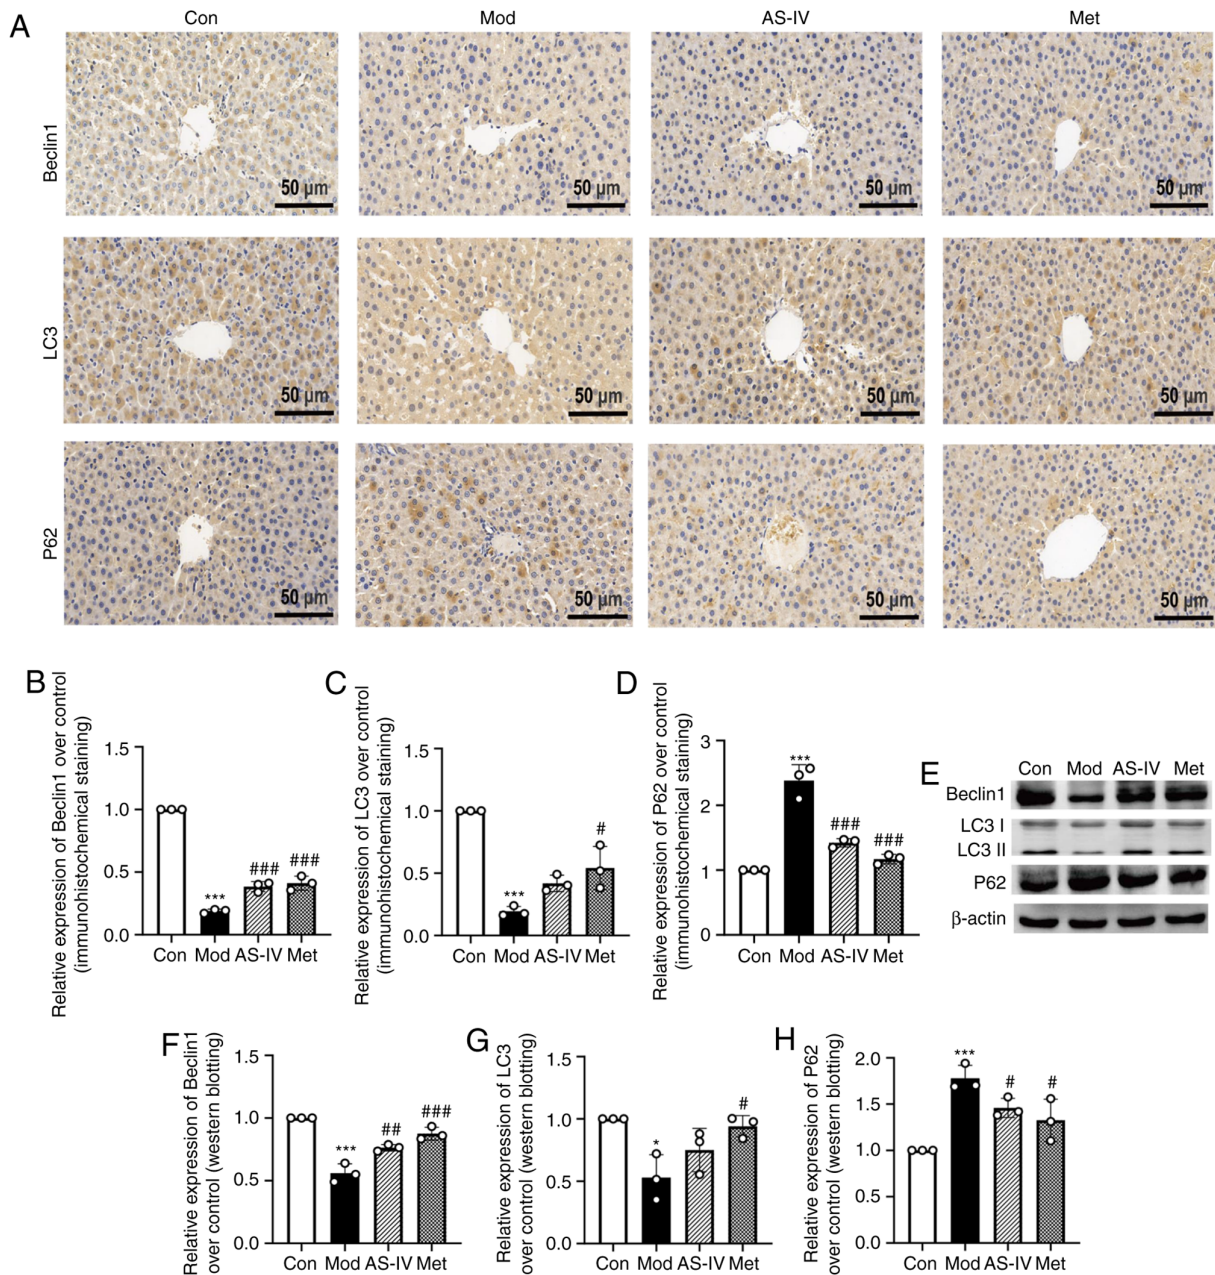 A
Con
Mod
AS-IV
Met
Beclin1
50 µm
50 µm
50 µm
50 µm
LC3
50 µm
50 µm
50 µm
50 µm
P62
50 µm
50 µm
50 µm
50 µm
B
Relative expression of Beclin1 over control
(immunohistochemical staining)
1.5
1.0
0.5
0.0
***
###
###
Con Mod AS-IV Met
C
Relative expression of LC3 over control
(immunohistochemical staining)
1.5
1.0
0.5
0.0
***
#
Con Mod AS-IV Met
D
Relative expression of P62 over control
(immunohistochemical staining)
3
2
1
0
***
###
###
Con Mod AS-IV Met
E
Con Mod AS-IV Met
Beclin1
LC3 I
LC3 II
P62
β-actin
F
Relative expression of Beclin1
over control (western blotting)
1.5
1.0
0.5
0.0
***
##
###
Con Mod AS-IV Met
G
Relative expression of LC3
over control (western blotting)
1.5
1.0
0.5
0.0
*
#
Con Mod AS-IV Met
H
Relative expression of P62
over control (western blotting)
2.0
1.5
1.0
0.5
0.0
***
#
#
Con Mod AS-IV Met